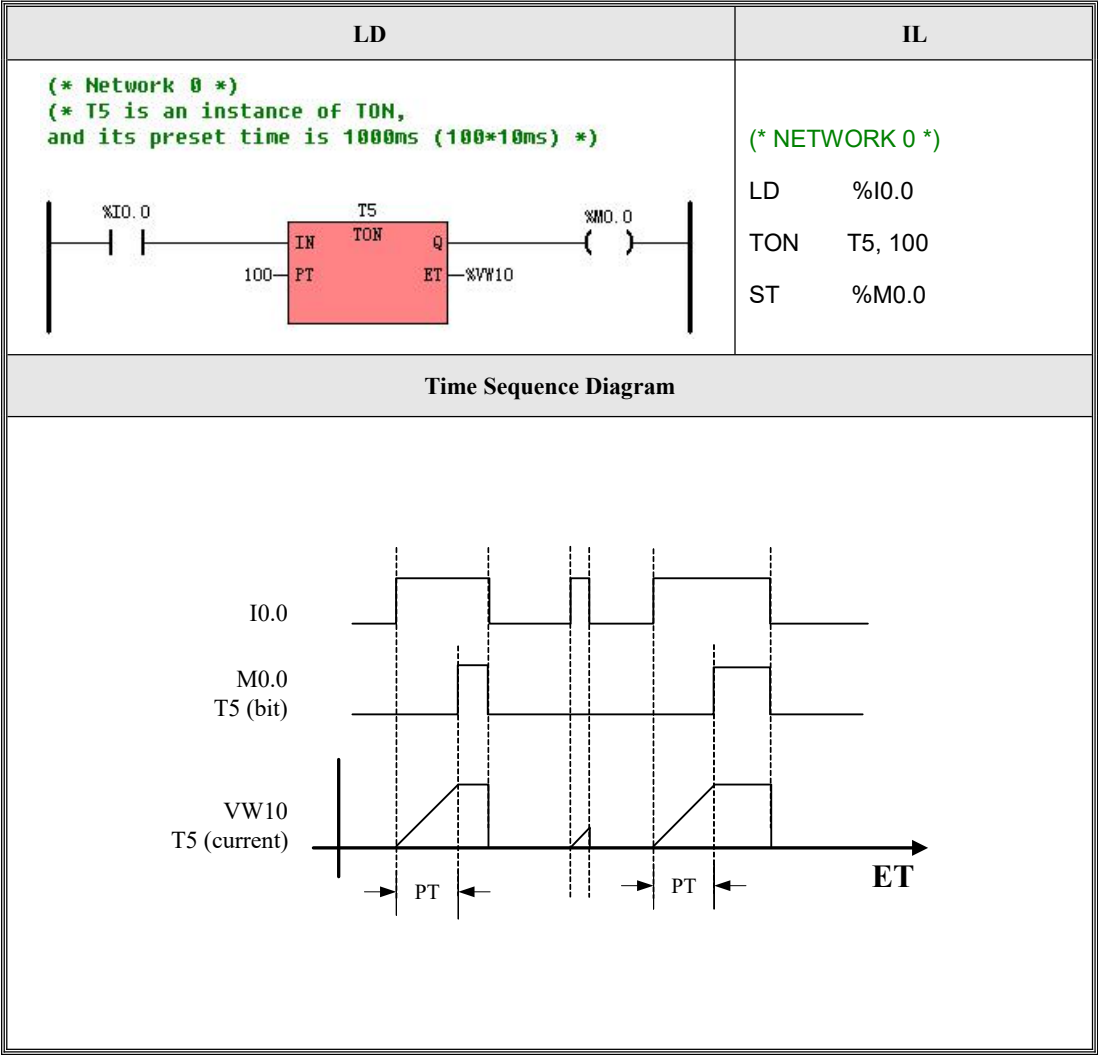 LD
IL
(* Network 0 *)
(* T5 is an instance of TON,
and its preset time is 1000ms (100*10ms) *)
%I0.0
T5
TON
%M0.0
IN
Q
100
PT
ET
%VW10
(* NETWORK 0 *)
LD %I0.0
TON T5, 100
ST %M0.0
Time Sequence Diagram
I0.0
M0.0
T5 (bit)
VW10
T5 (current)
PT
PT
ET